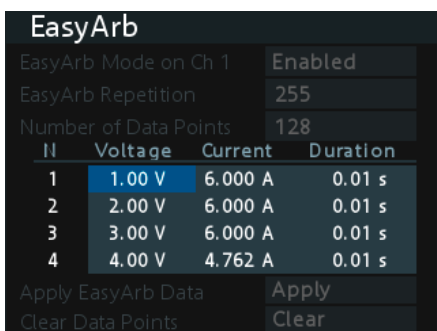 EasyArb
EasyArb Mode on Ch 1 Enabled
EasyArb Repetition 255
Number of Data Points 128
N Voltage Current Duration
1 1.00 V 6.000 A 0.01 s
2 2.00 V 6.000 A 0.01 s
3 3.00 V 6.000 A 0.01 s
4 4.00 V 4.762 A 0.01 s
Apply EasyArb Data Apply
Clear Data Points Clear